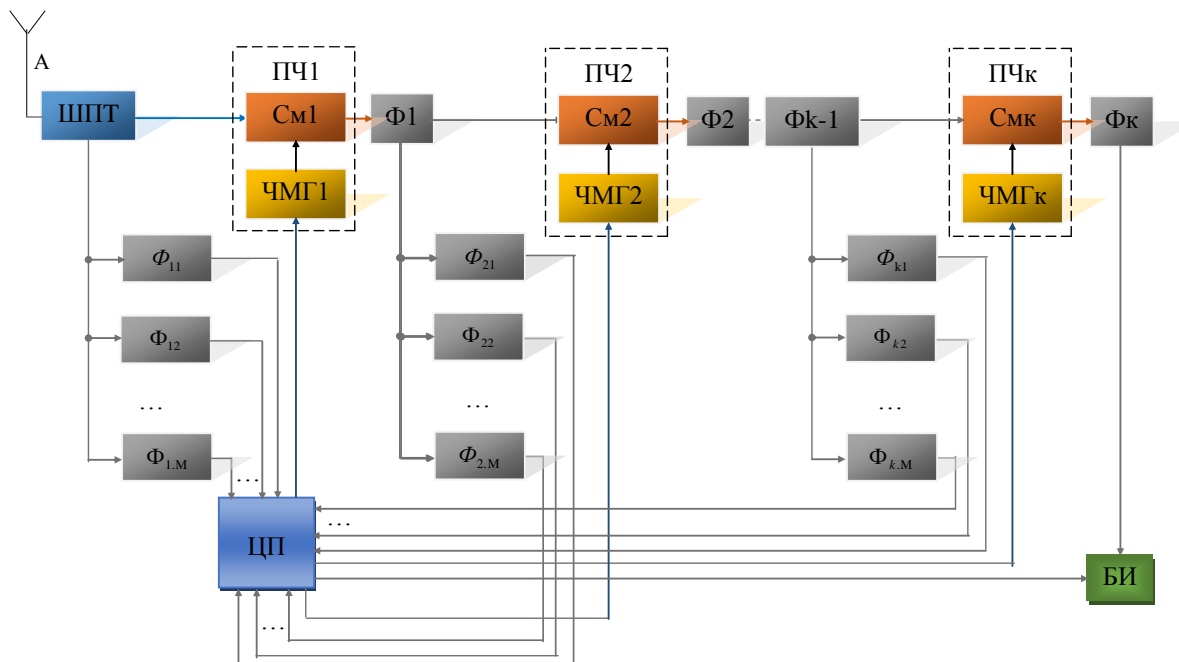 А
ПЧ1
ПЧ2
ПЧк
ШПТ
См1
Ф1
См2
Ф2
Фk-1
Смк
Фк
ЧМГ1
ЧМГ2
ЧМГк
Ф11
Ф21
Фk1
Ф12
Ф22
Фk2
...
...
...
Ф1.М
Ф2.М
Фk.М
...
...
ЦП
БИ
...